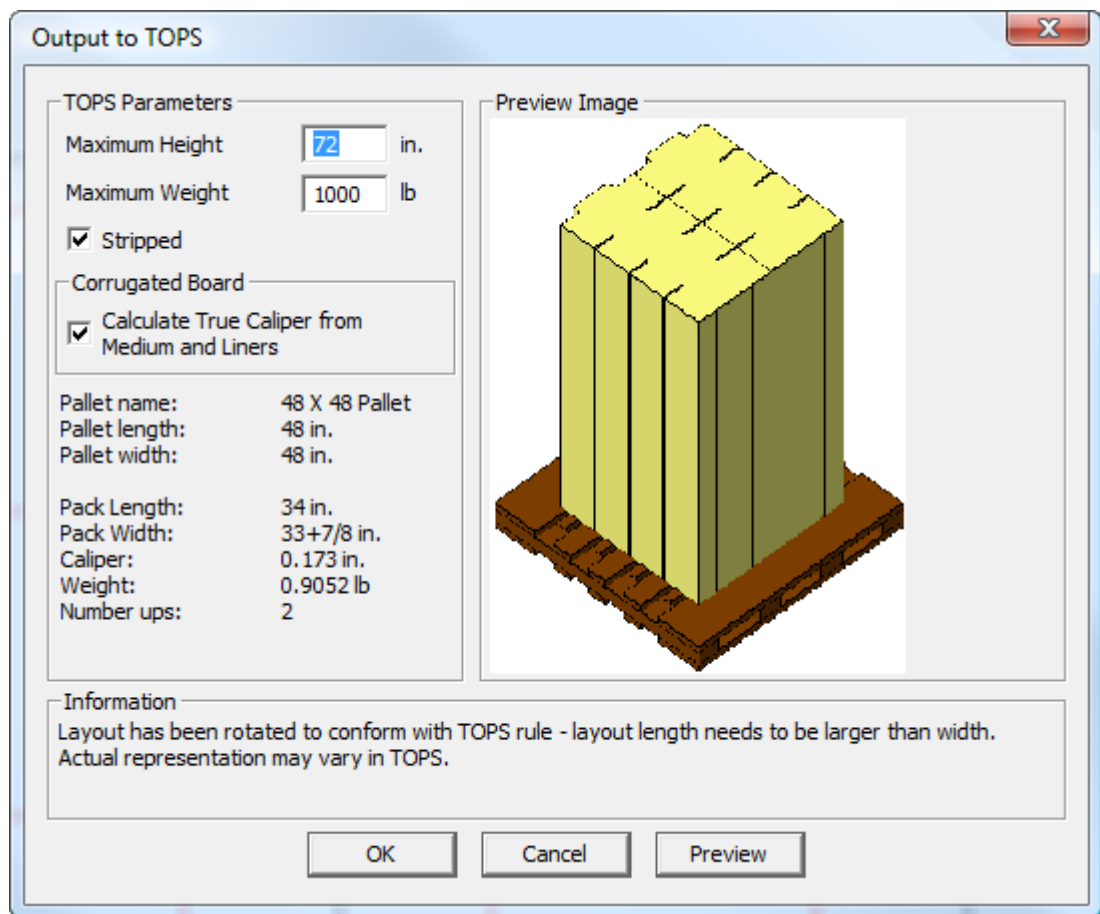 Output to TOPS
TOPS Parameters
Maximum Height 72 in.
Maximum Weight 1000 lb
Stripped
Corrugated Board
Calculate True Caliper from
Medium and Liners
Pallet name: 48 X 48 Pallet
Pallet length: 48 in.
Pallet width: 48 in.
Pack Length: 34 in.
Pack Width: 33+7/8 in.
Caliper: 0.173 in.
Weight: 0.9052 lb
Number ups: 2
Preview Image
Information
Layout has been rotated to conform with TOPS rule - layout length needs to be larger than width.
Actual representation may vary in TOPS.
OK Cancel Preview